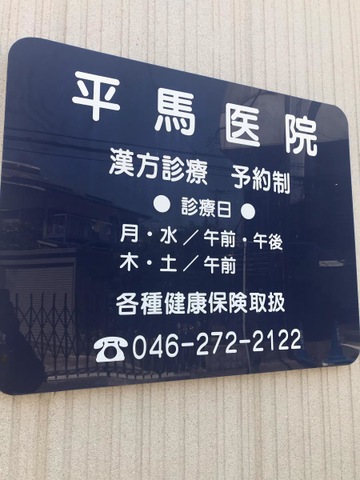 平馬医院
漢方診療 予約制
● 診療日 ●
月・水／午前・午後
木・土／午前
各種健康保険取扱
☎046-272-2122